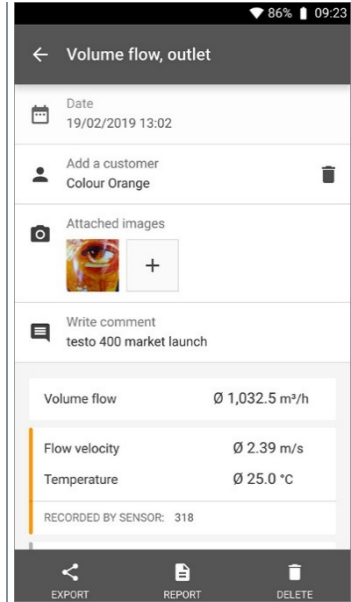 86% 09:23
Volume flow, outlet
Date
19/02/2019 13:02
Add a customer
Colour Orange
Attached images
+
Write comment
testo 400 market launch
Volume flow Ø 1,032.5 m³/h
Flow velocity Ø 2.39 m/s
Temperature Ø 25.0 °C
RECORDED BY SENSOR: 318
EXPORT REPORT DELETE